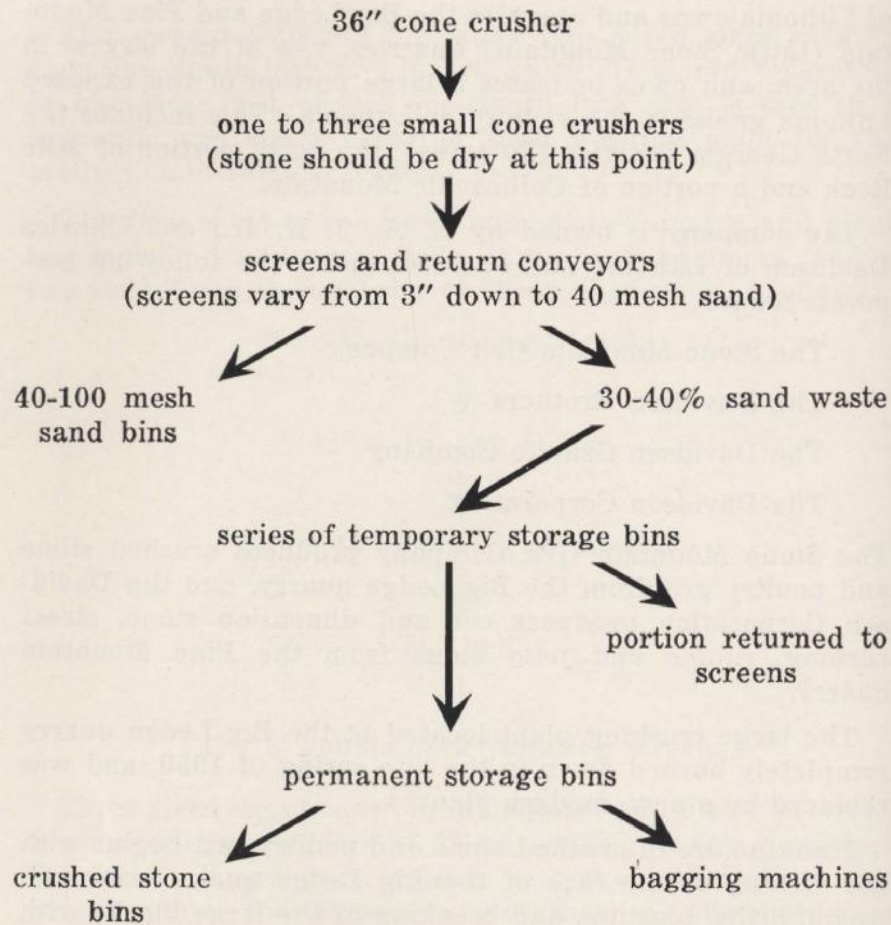 36″ cone crusher
one to three small cone crushers
(stone should be dry at this point)
screens and return conveyors
(screens vary from 3″ down to 40 mesh sand)
40-100 mesh
sand bins
30-40% sand waste
series of temporary storage bins
portion returned to
screens
permanent storage bins
crushed stone
bins
bagging machines